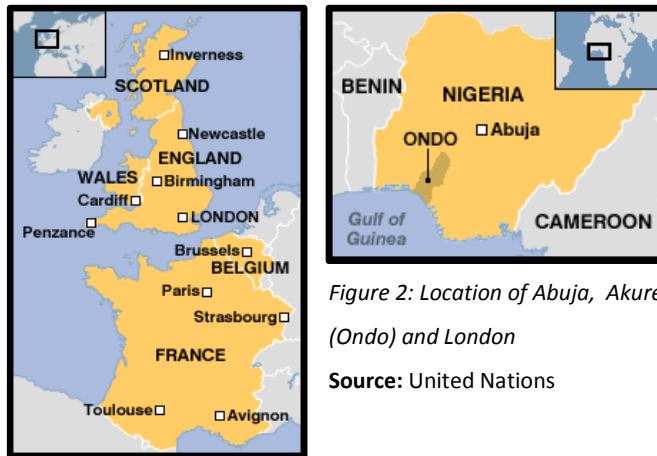 Inverness
SCOTLAND
Newcastle
ENGLAND
WALES
Birmingham
Cardiff
LONDON
Penzance
Brussels
BELGIUM
Paris
Strasbourg
FRANCE
Toulouse
Avignon
BENIN
NIGERIA
Abuja
ONDO
Gulf of
Guinea
CAMEROON
Figure 2: Location of Abuja, Akure
(Ondo) and London
Source: United Nations